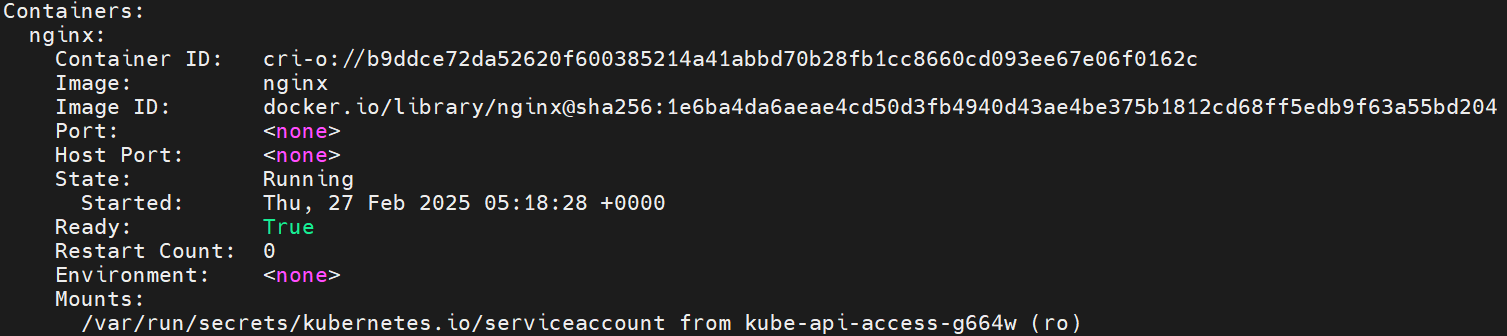 Containers:
  nginx:
    Container ID:   cri-o://b9ddce72da52620f600385214a41abbd70b28fb1cc8660cd093ee67e06f0162c
    Image:          nginx
    Image ID:       docker.io/library/nginx@sha256:1e6ba4da6aeae4cd50d3fb4940d43ae4be375b1812cd68ff5edb9f63a55bd204
    Port:           <none>
    Host Port:      <none>
    State:          Running
      Started:      Thu, 27 Feb 2025 05:18:28 +0000
    Ready:          True
    Restart Count:  0
    Environment:    <none>
    Mounts:
      /var/run/secrets/kubernetes.io/serviceaccount from kube-api-access-g664w (ro)